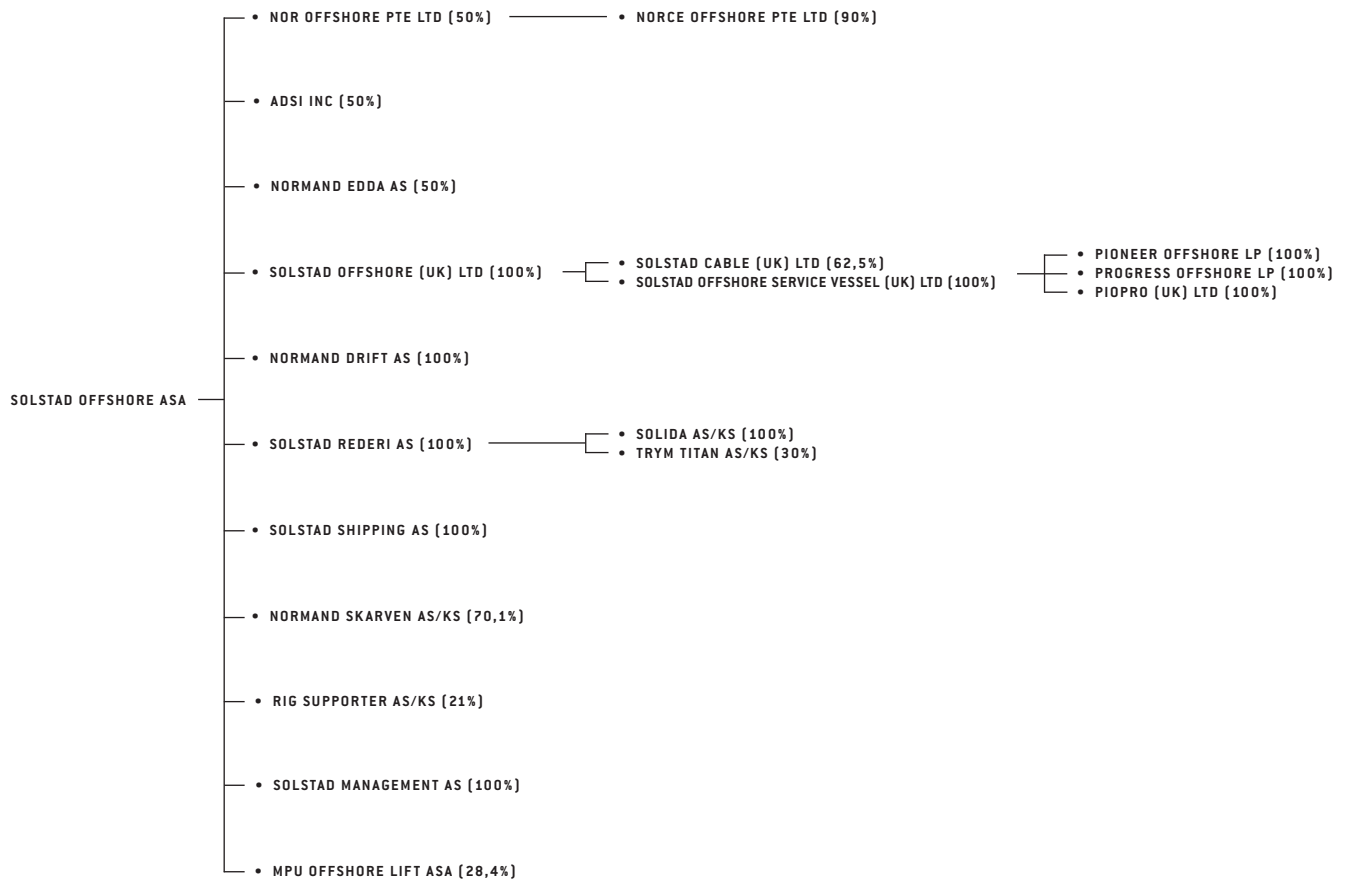 NOR OFFSHORE PTE LTD (50%)
NORCE OFFSHORE PTE LTD (90%)
ADSI INC (50%)
NORMAND EDDA AS (50%)
SOLSTAD OFFSHORE (UK) LTD (100%)
SOLSTAD CABLE (UK) LTD (62,5%)
SOLSTAD OFFSHORE SERVICE VESSEL (UK) LTD (100%)
PIONEER OFFSHORE LP (100%)
PROGRESS OFFSHORE LP (100%)
PIOPRO (UK) LTD (100%)
NORMAND DRIFT AS (100%)
SOLSTAD OFFSHORE ASA
SOLSTAD REDERI AS (100%)
SOLIDA AS/KS (100%)
TRYM TITAN AS/KS (30%)
SOLSTAD SHIPPING AS (100%)
NORMAND SKARVEN AS/KS (70,1%)
RIG SUPPORTER AS/KS (21%)
SOLSTAD MANAGEMENT AS (100%)
MPU OFFSHORE LIFT ASA (28,4%)